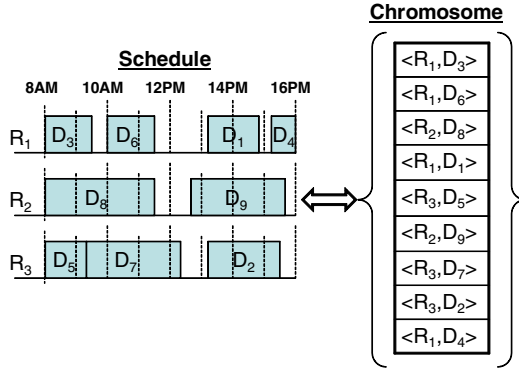 Chromosome
Schedule
8AM 10AM 12PM 14PM 16PM
R1 D3 D6 D1 D4
R2 D8 D9
R3 D5 D7 D2
<R1,D3>
<R1,D6>
<R2,D8>
<R1,D1>
<R3,D5>
<R2,D9>
<R3,D7>
<R3,D2>
<R1,D4>